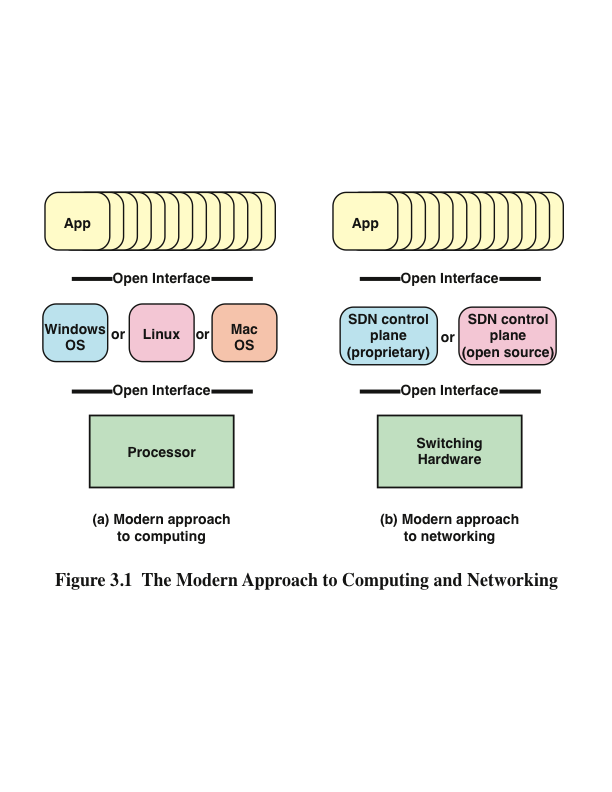 App
App
Open Interface
Open Interface
Windows
OS
or
Linux
or
Mac
OS
SDN control
plane
(proprietary)
or
SDN control
plane
(open source)
Open Interface
Open Interface
Processor
Switching
Hardware
(a) Modern approach
to computing
(b) Modern approach
to networking
Figure 3.1 The Modern Approach to Computing and Networking